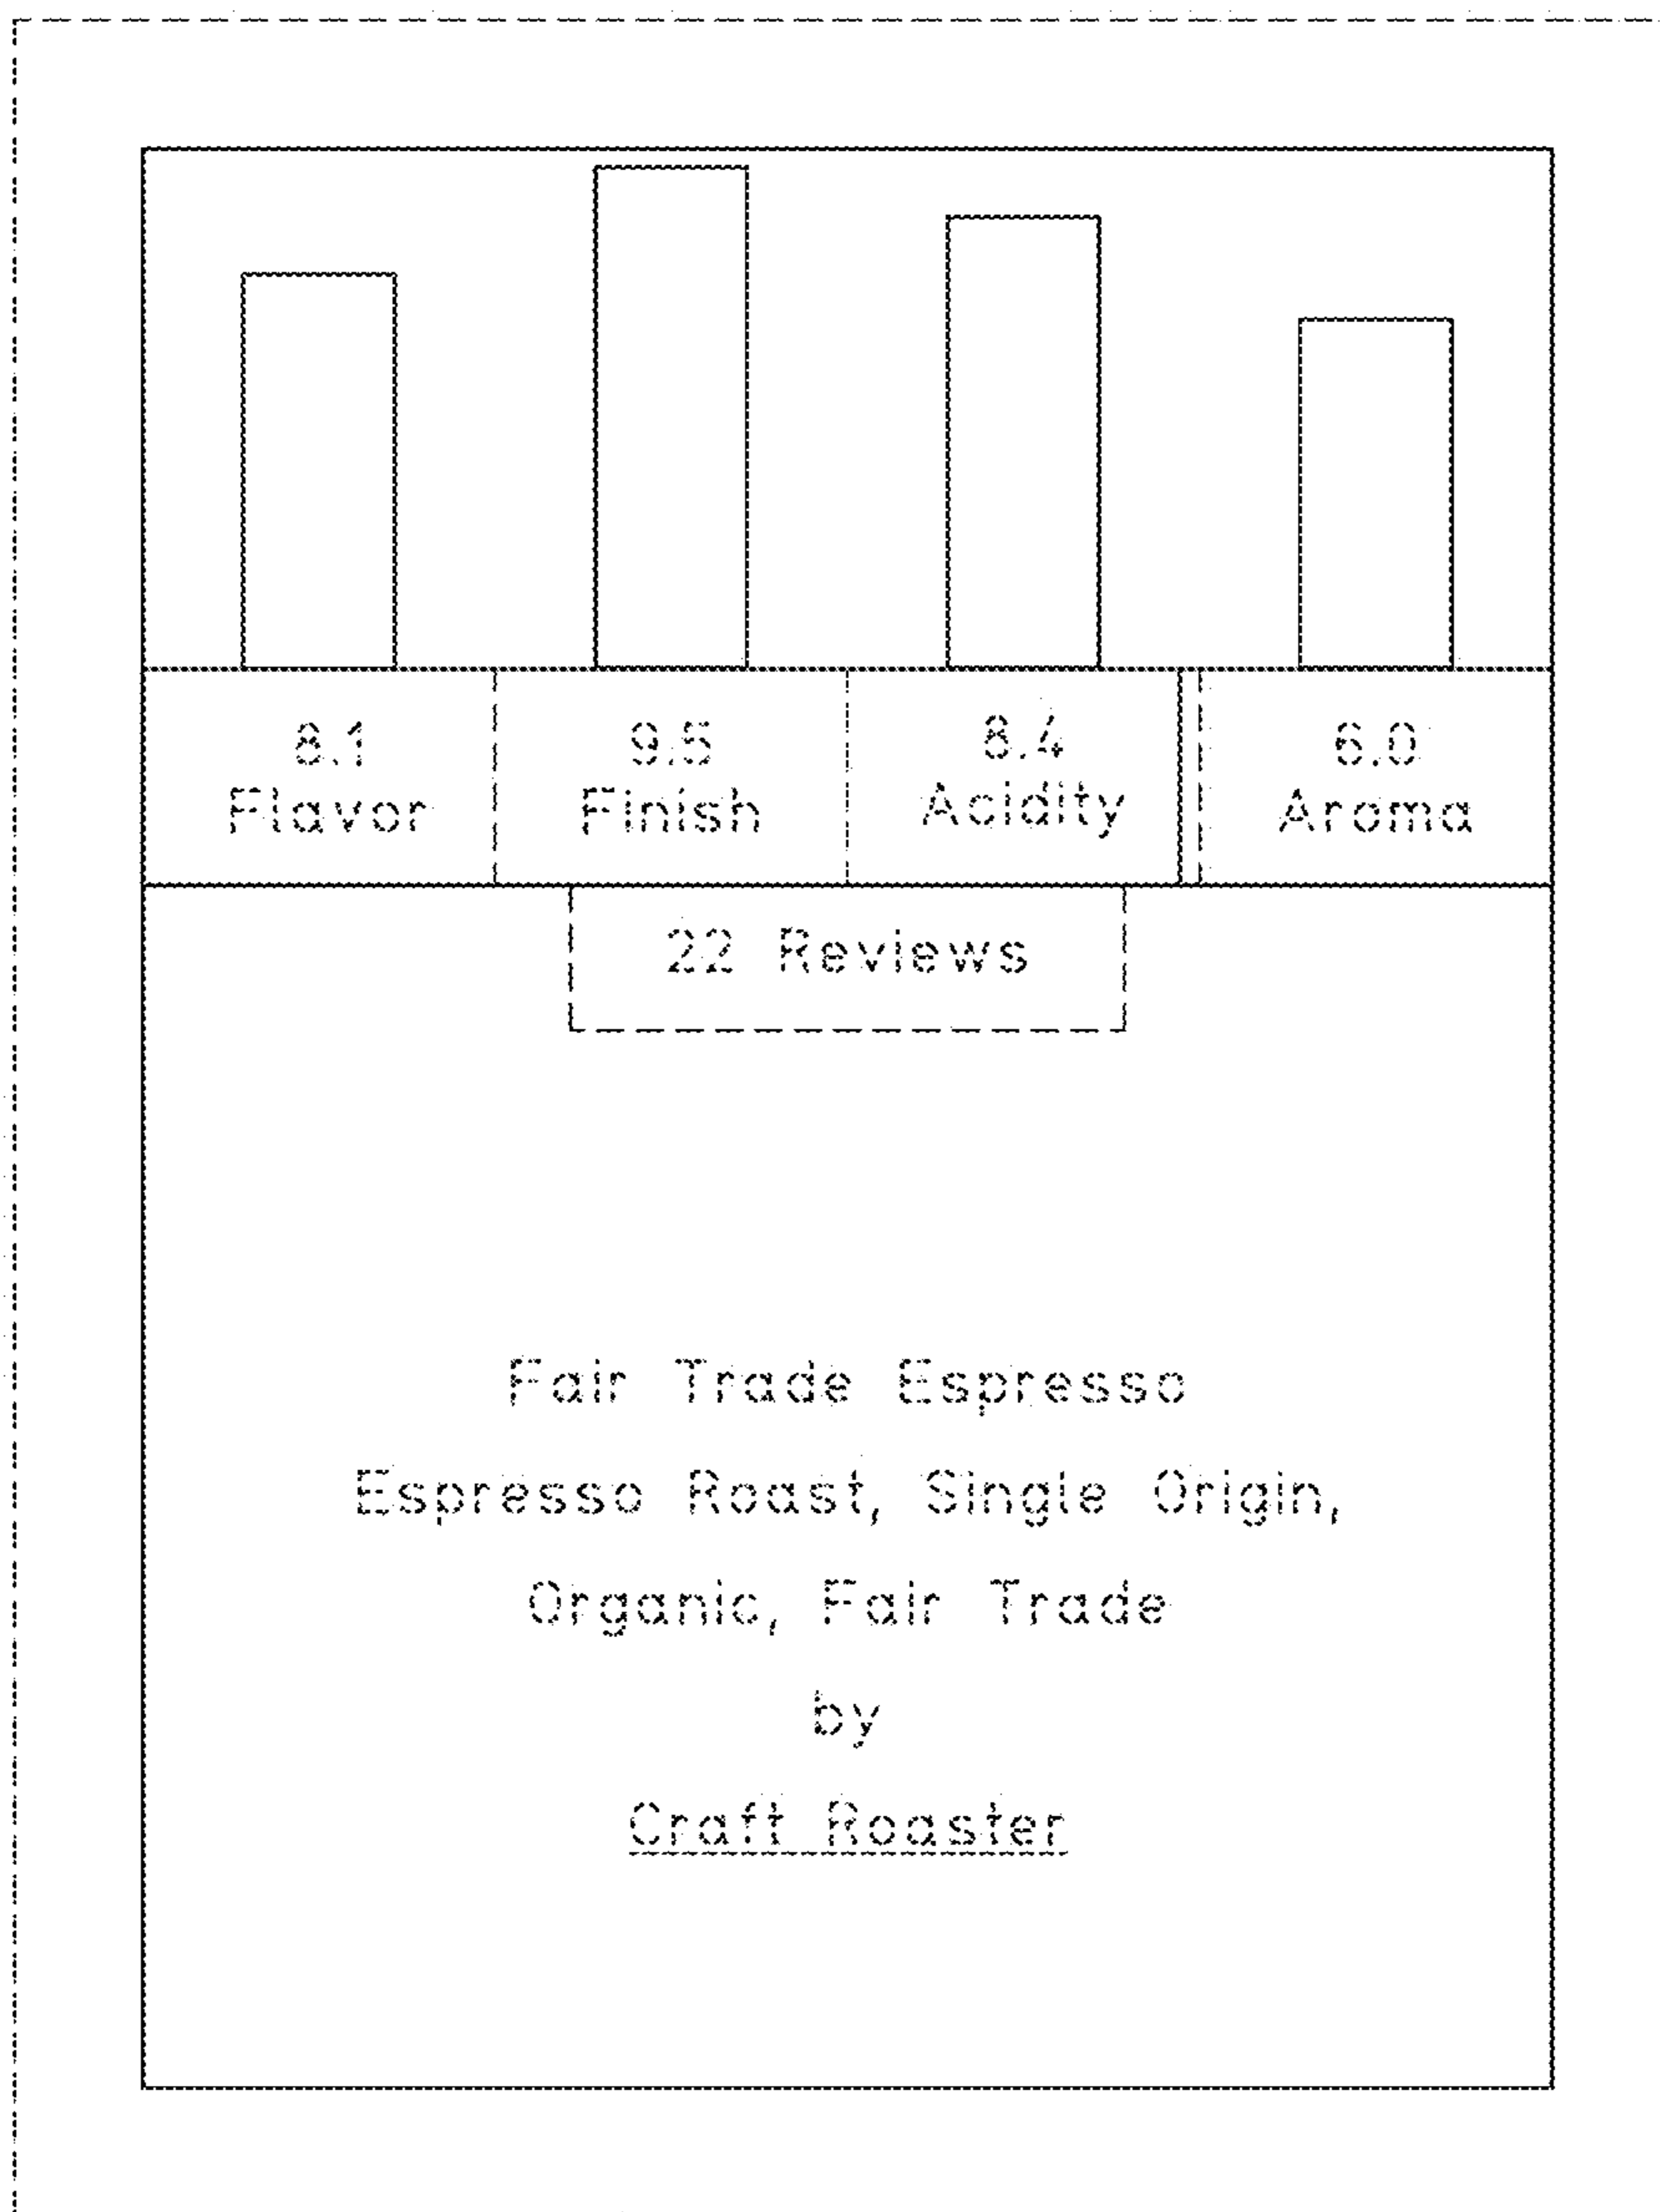 8.1
Flavor
9.5
Finish
8.4
Acidity
6.0
Aroma
22 Reviews
Fair Trade Espresso
Espresso Roast, Single Origin,
Organic, Fair Trade
by
Craft Roaster